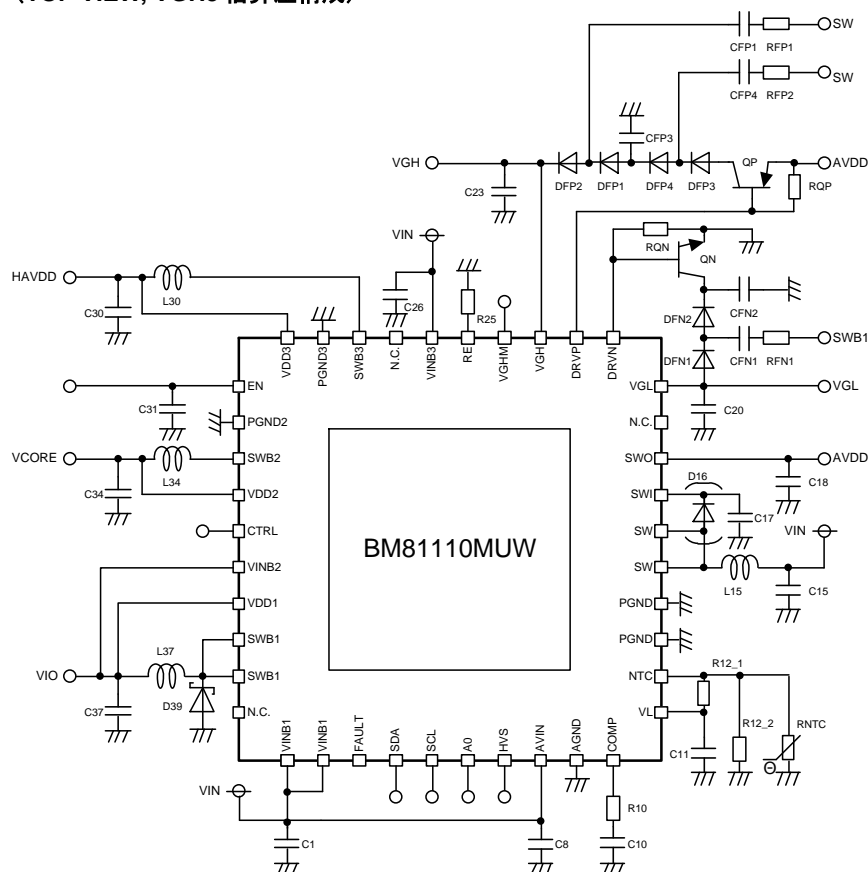 SW
CFP1 RFP1
SW
CFP4 RFP2
CFP3
VGH
QP
AVDD
C23
DFP2 DFP1 DFP4 DFP3
RQP
VIN
RQN
QN
HAVDD
L30
C30
C26
R25
DFN2
CFN2
DFN1
CFN1 RFN1
SWB1
VDD3 PGND3 SWB3 N.C. VINB3 RE VGHM VGH DRVP DRVN
EN
VGL
VGL
C31
C20
PGND2
N.C.
VCORE
SWB2
SWO
AVDD
L34
C34
D16
C18
VDD2
SWI
C17
VIN
CTRL
SW
BM81110MUW
VINB2
SW
L15
C15
VDD1
PGND
L37
SWB1
PGND
VIO
SWB1
NTC
R12_1
C37
D39
N.C.
VL
R12_2
RNTC
C11
VINB1 VINB1 FAULT SDA SCL A0 HVS AVIN AGND COMP
VIN
R10
C1
C8
C10